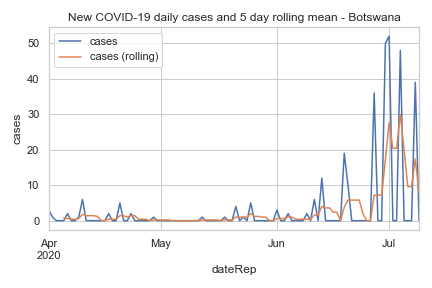 New COVID-19 daily cases and 5 day rolling mean - Botswana
cases
cases (rolling)
50
40
30
20
10
0
cases
Apr
2020
May
Jun
Jul
dateRep